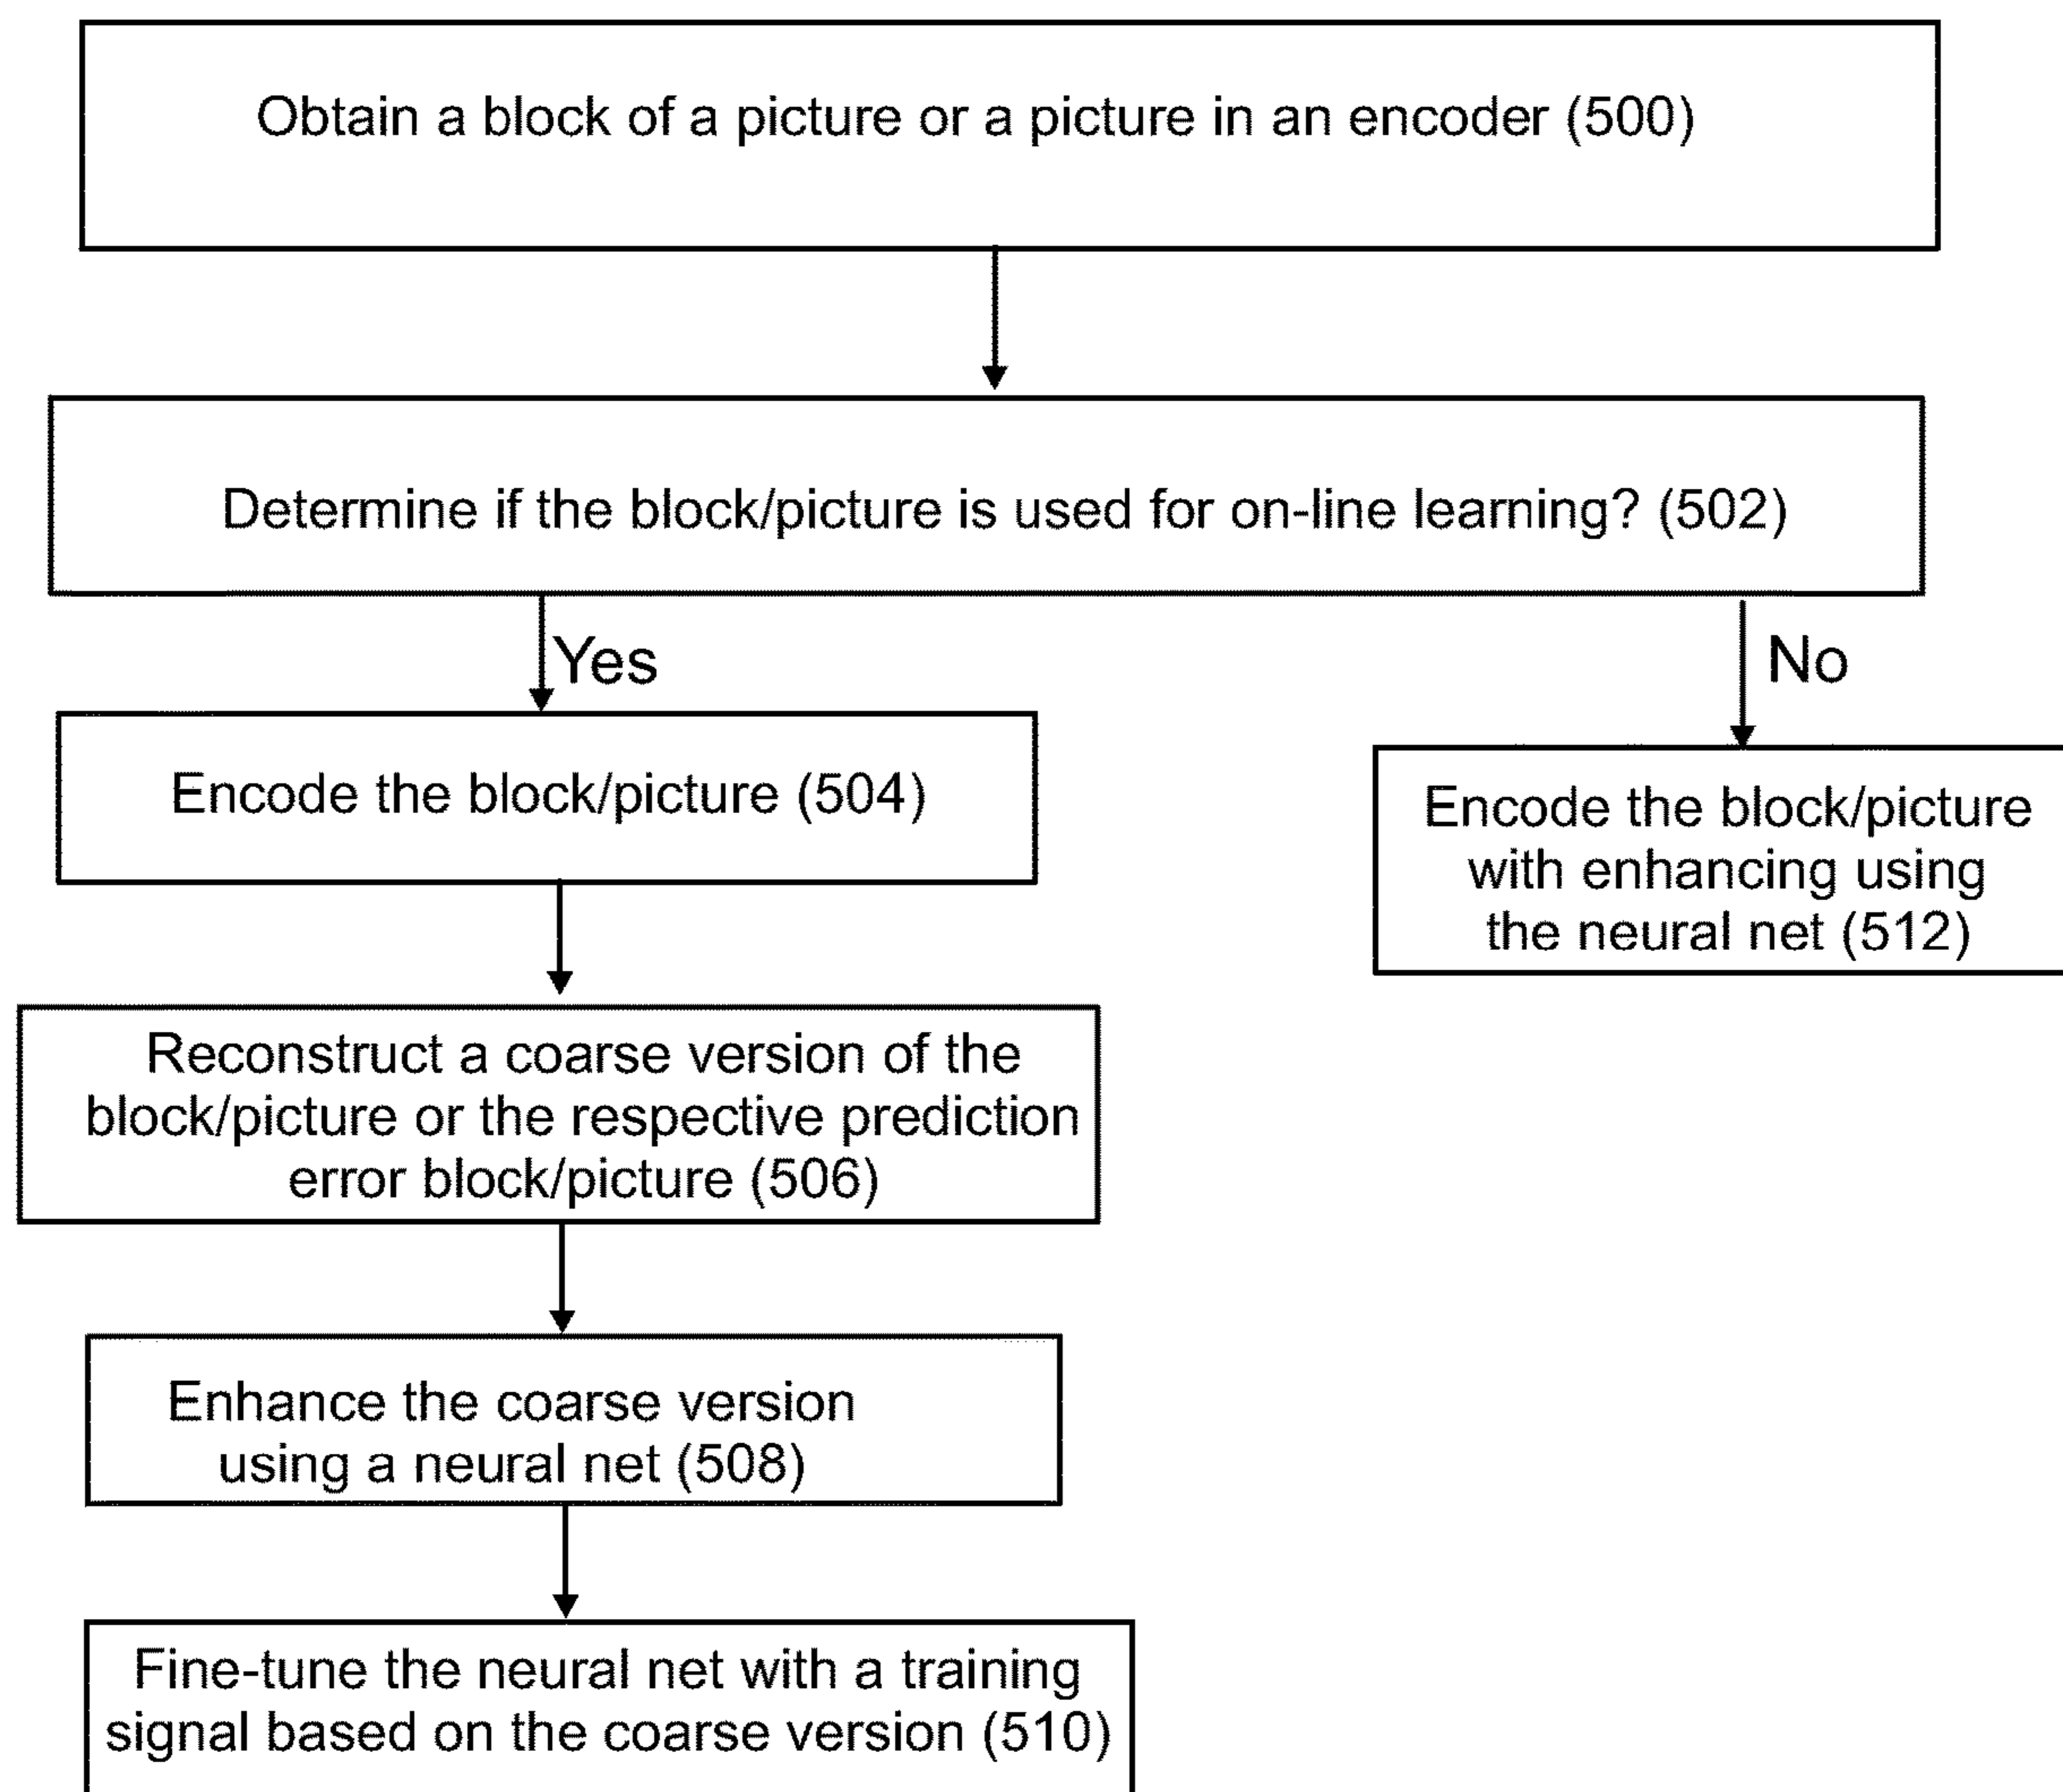 Obtain a block of a picture or a picture in an encoder (500)
Determine if the block/picture is used for on-line learning? (502)
Yes
No
Encode the block/picture (504)
Encode the block/picture
with enhancing using
the neural net (512)
Reconstruct a coarse version of the
block/picture or the respective prediction
error block/picture (506)
Enhance the coarse version
using a neural net (508)
Fine-tune the neural net with a training
signal based on the coarse version (510)